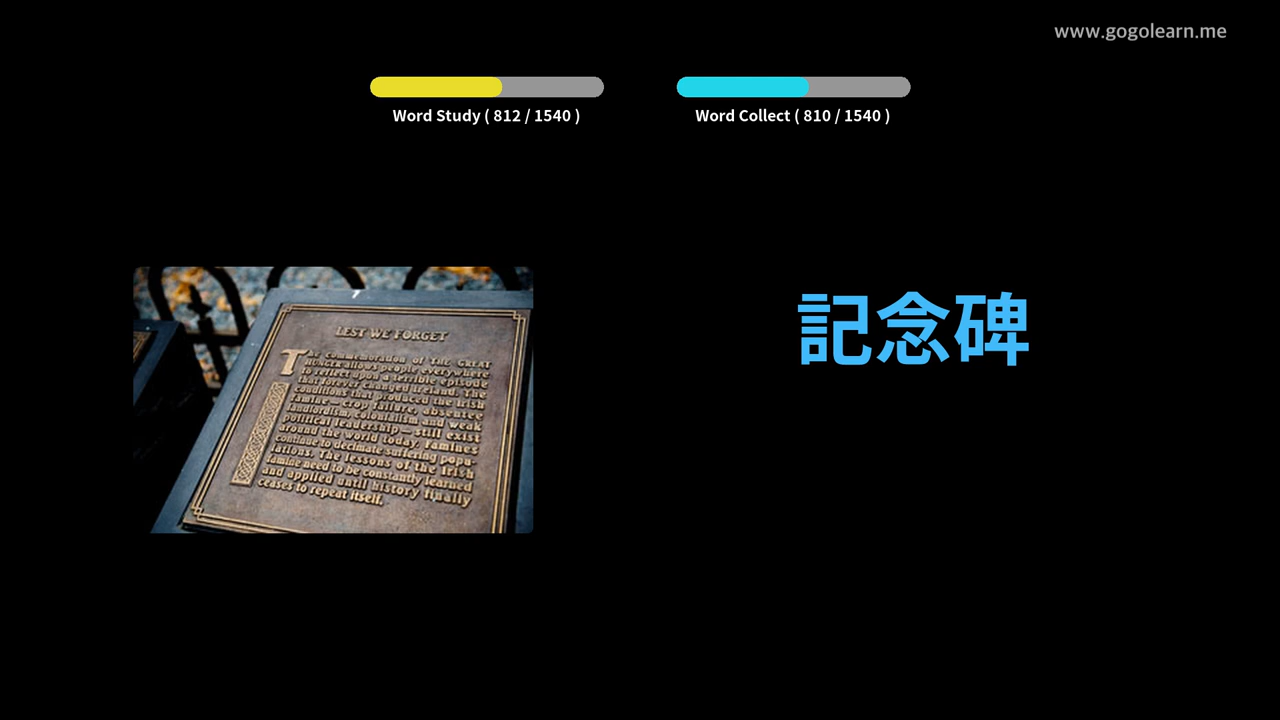 www.gogolearn.me
Word Study ( 812 / 1540 )
Word Collect ( 810 / 1540 )
記念碑
LEST WE FORGET
The commemoration of THE GREAT
HUNGER allows people everywhere
to reflect upon a terrible episode
that forever changed Ireland. The
conditions that produced the Irish
famine — crop failure, absentee
landlordism, colonialism and weak
political leadership — still exist
around the world today. Famines
continue to decimate suffering popu-
lations. The lessons of the Irish
famine need to be constantly learned
and applied until history finally
ceases to repeat itself.